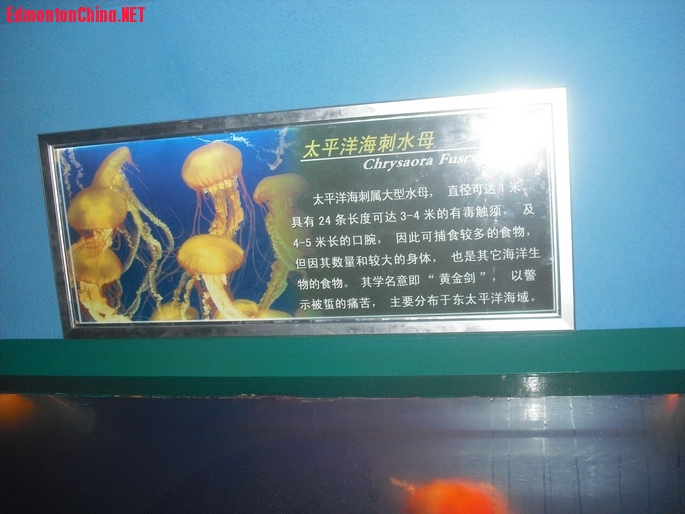 EdmontonChina.NET
太平洋海刺水母
Chrysaora Fusc
太平洋海刺属大型水母， 直径可达 1 米，
具有 24 条长度可达 3-4 米的有毒触须， 及
4-5 米长的口腕， 因此可捕食较多的食物，
但因其数量和较大的身体， 也是其它海洋生
物的食物。 其学名意即“ 黄金剑”， 以警
示被蜇的痛苦， 主要分布于东太平洋海域。